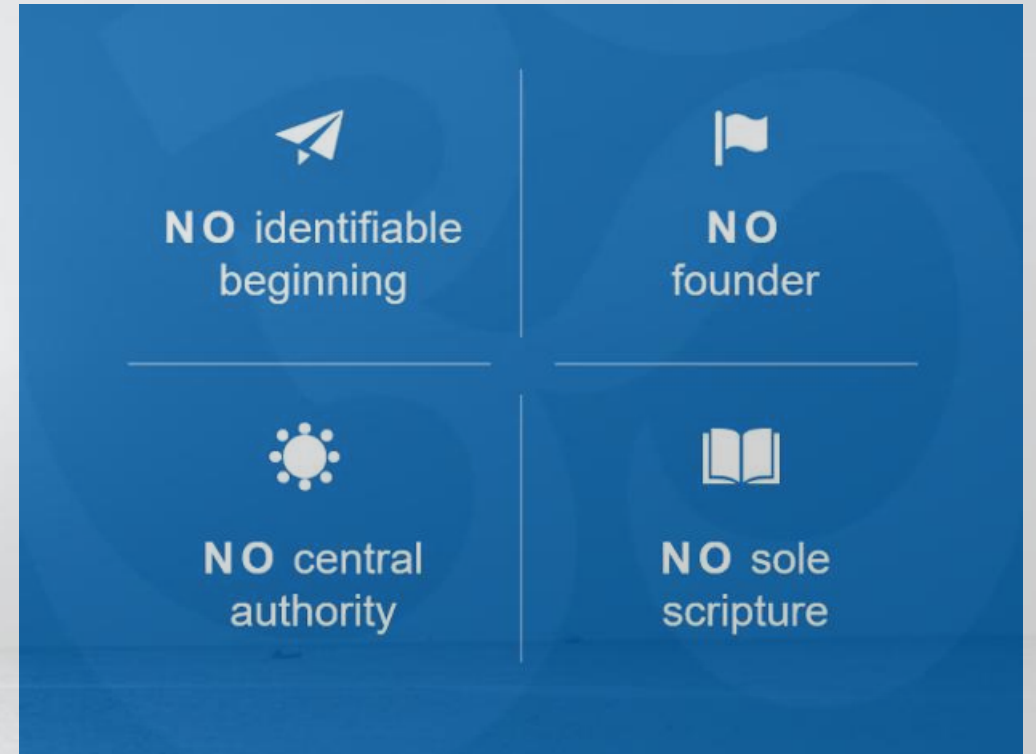 NO identifiable
beginning
NO
founder
NO central
authority
NO sole
scripture